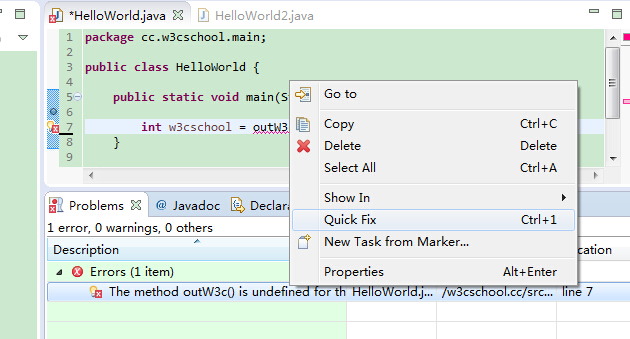 *HelloWorld.java
HelloWorld2.java
1 package cc.w3cschool.main;
2
3 public class HelloWorld {
4
5 public static void main(
6
7 int w3cschool = outW3
8 }
9
Go to
Copy Ctrl+C
Delete Delete
Select All Ctrl+A
Show In
Quick Fix Ctrl+1
New Task from Marker...
Properties Alt+Enter
Problems @ Javadoc Declara
1 error, 0 warnings, 0 others
Description cation
Errors (1 item)
The method outW3c() is undefined for th HelloWorld.j... /w3cschool.cc/src... line 7